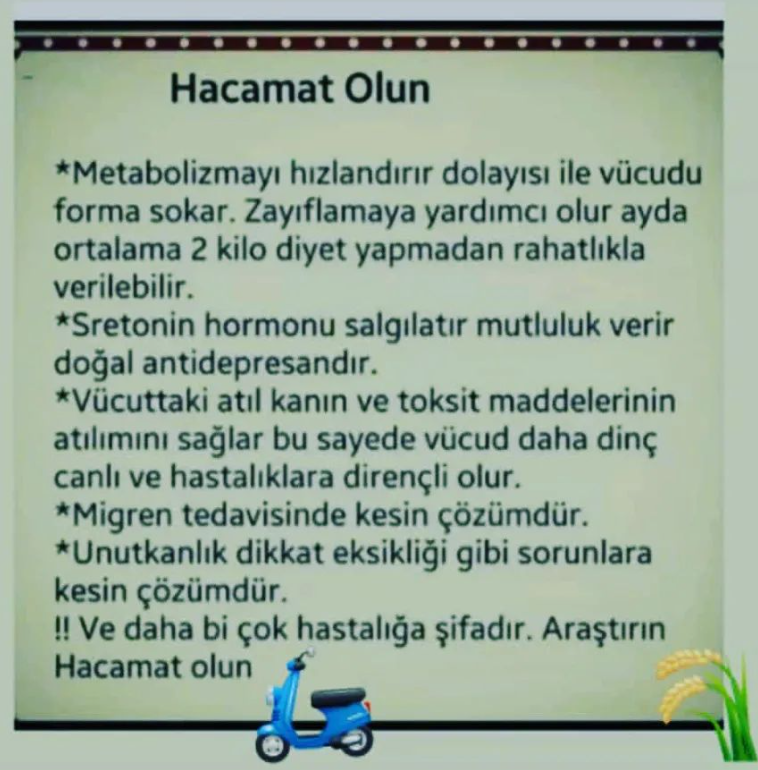 Hacamat Olun
*Metabolizmayı hızlandırır dolayısı ile vücudu
forma sokar. Zayıflamaya yardımcı olur ayda
ortalama 2 kilo diyet yapmadan rahatlıkla
verilebilir.
*Sretonin hormonu salgılatır mutluluk verir
doğal antidepresandır.
*Vücuttaki atıl kanın ve toksit maddelerinin
atılımını sağlar bu sayede vücud daha dinç
canlı ve hastalıklara dirençli olur.
*Migren tedavisinde kesin çözümdür.
*Unutkanlık dikkat eksikliği gibi sorunlara
kesin çözümdür.
!! Ve daha bi çok hastalığa şifadır. Araştırın
Hacamat olun